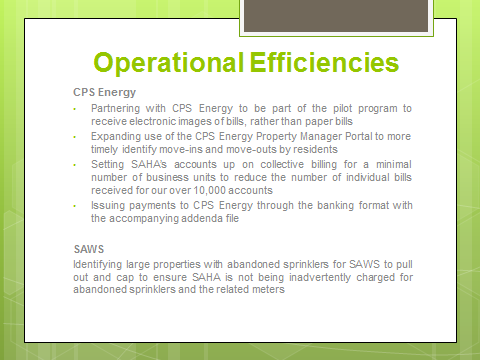 Operational Efficiencies
CPS Energy
• Partnering with CPS Energy to be part of the pilot program to
receive electronic images of bills, rather than paper bills
• Expanding use of the CPS Energy Property Manager Portal to more
timely identify move-ins and move-outs by residents
• Setting SAHA's accounts up on collective billing for a minimal
number of business units to reduce the number of individual bills
received for our over 10,000 accounts
• Issuing payments to CPS Energy through the banking format with
the accompanying addenda file
SAWS
Identifying large properties with abandoned sprinklers for SAWS to pull
out and cap to ensure SAHA is not being inadvertently charged for
abandoned sprinklers and the related meters